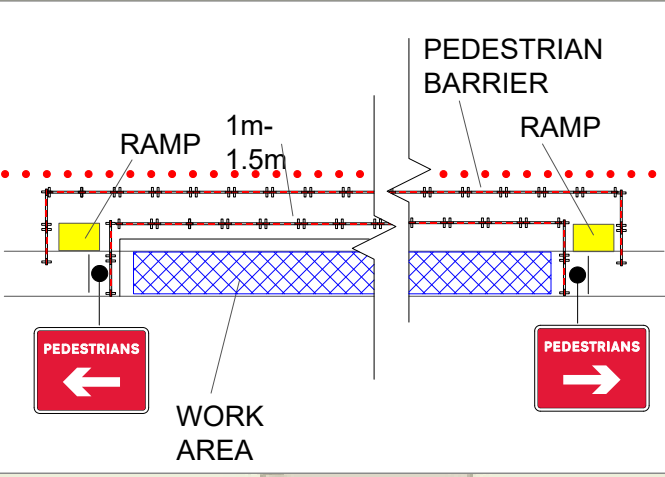 PEDESTRIAN
BARRIER
RAMP
1m-
1.5m
RAMP
PEDESTRIANS
PEDESTRIANS
WORK
AREA